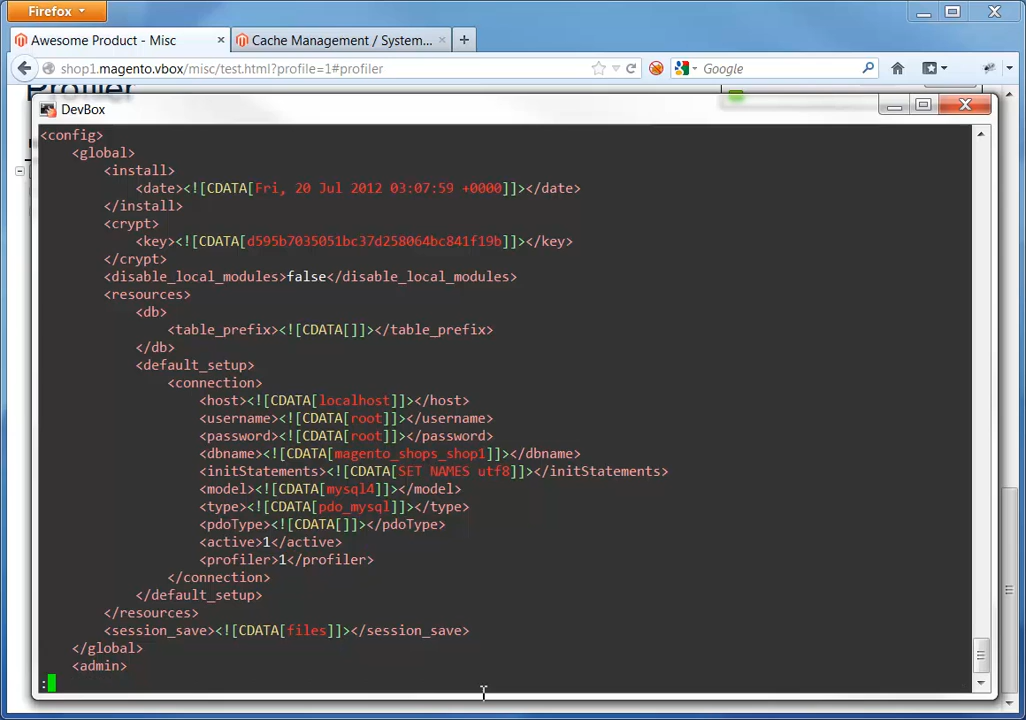 Firefox
Awesome Product - Misc
Cache Management / System...
shop1.magento.vbox/misc/test.html?profile=1#profiler
Google
Profiler
DevBox
<config>
<global>
<install>
<date><![CDATA[Fri, 20 Jul 2012 03:07:59 +0000]]></date>
</install>
<crypt>
<key><![CDATA[d595b7035051bc37d258064bc841f19b]]></key>
</crypt>
<disable_local_modules>false</disable_local_modules>
<resources>
<db>
<table_prefix><![CDATA[]]></table_prefix>
</db>
<default_setup>
<connection>
<host><![CDATA[localhost]]></host>
<username><![CDATA[root]]></username>
<password><![CDATA[root]]></password>
<dbname><![CDATA[magento_shops_shop1]]></dbname>
<initStatements><![CDATA[SET NAMES utf8]]></initStatements>
<model><![CDATA[mysql4]]></model>
<type><![CDATA[pdo_mysql]]></type>
<pdoType><![CDATA[]]></pdoType>
<active>1</active>
<profiler>1</profiler>
</connection>
</default_setup>
</resources>
<session_save><![CDATA[files]]></session_save>
</global>
<admin>
: